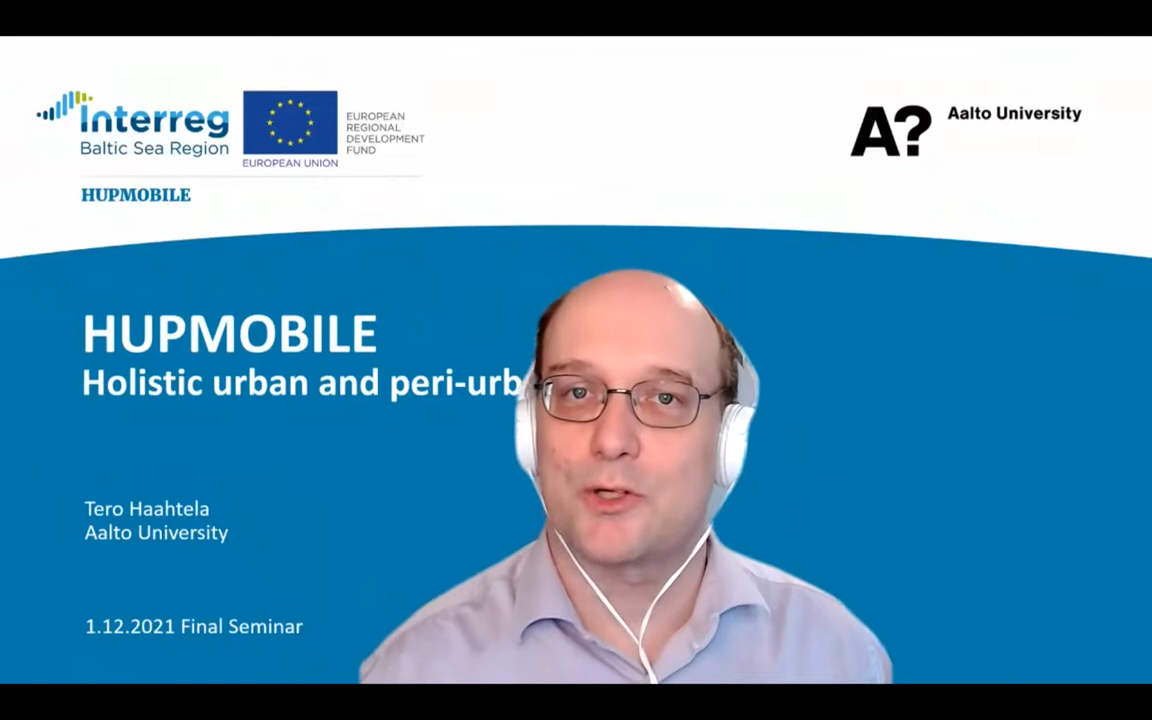 Interreg
Baltic Sea Region
EUROPEAN UNION
EUROPEAN
REGIONAL
DEVELOPMENT
FUND
HUPMOBILE
A?
Aalto University
HUPMOBILE
Holistic urban and peri-urb
Tero Haahtela
Aalto University
1.12.2021 Final Seminar